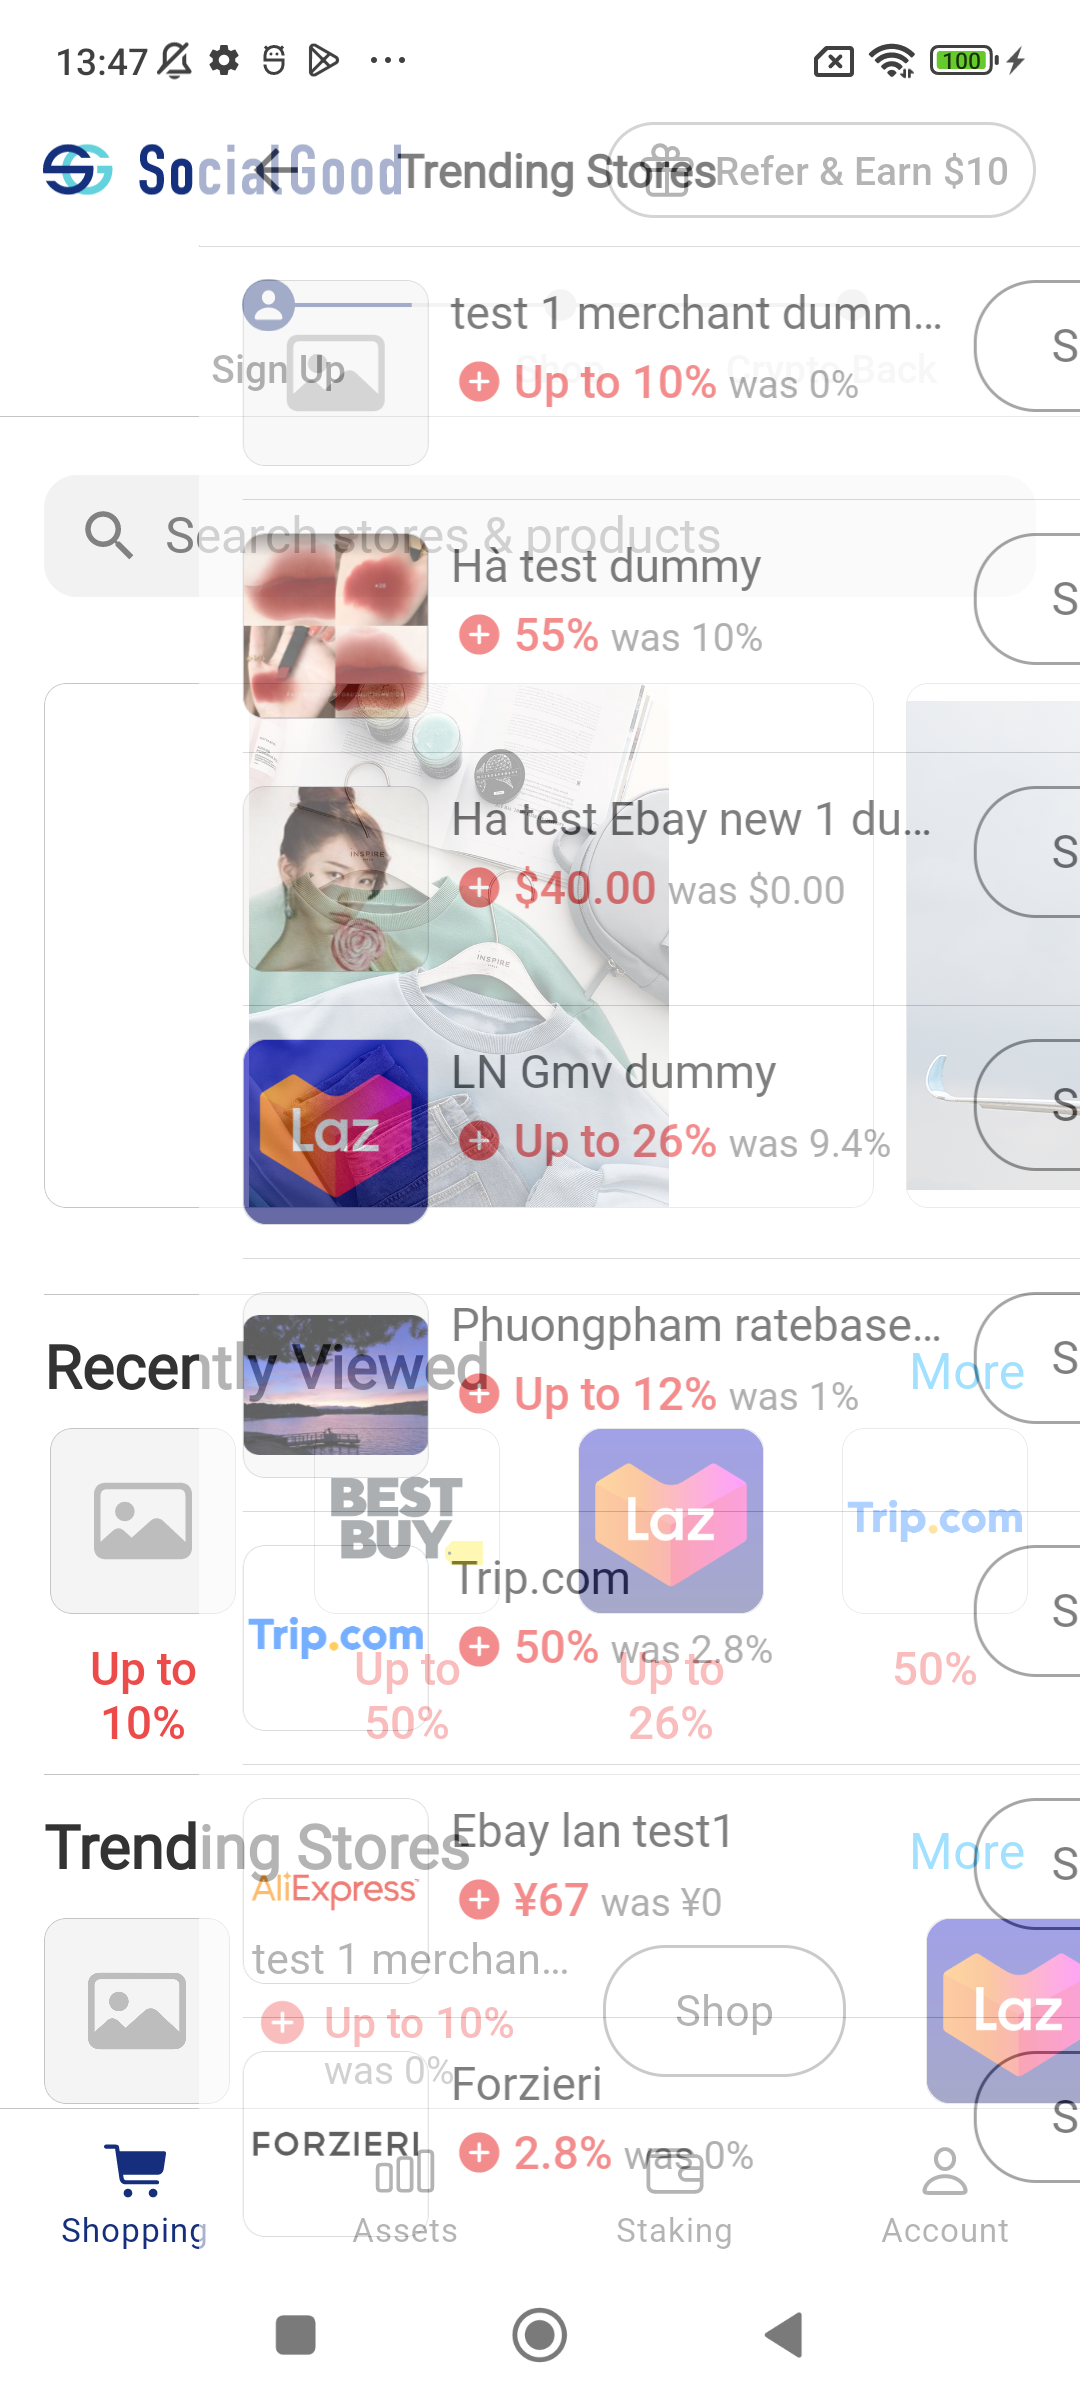 13:47
100
SocialGood
Trending Stores
Refer & Earn $10
test 1 merchant dumm...
Sign Up
Shop
Crypto Back
Up to 10% was 0%
S
Search stores & products
Hà test dummy
55% was 10%
S
Ha test Ebay new 1 du...
INSPIRE
$40.00 was $0.00
S
INSPIRE
LN Gmv dummy
Laz
Up to 26% was 9.4%
S
Phuongpham ratebase...
Recently Viewed
More
Up to 12% was 1%
S
BEST
BUY
Laz
Trip.com
Trip.com
Trip.com
50% was 2.8%
S
Up to
10%
Up to
50%
Up to
26%
50%
Ebay lan test1
Trending Stores
More
AliExpress
¥67 was ¥0
S
test 1 merchan...
Up to 10%
was 0%
Shop
Laz
Forzieri
FORZIERI
2.8% was 0%
S
Shopping
Assets
Staking
Account